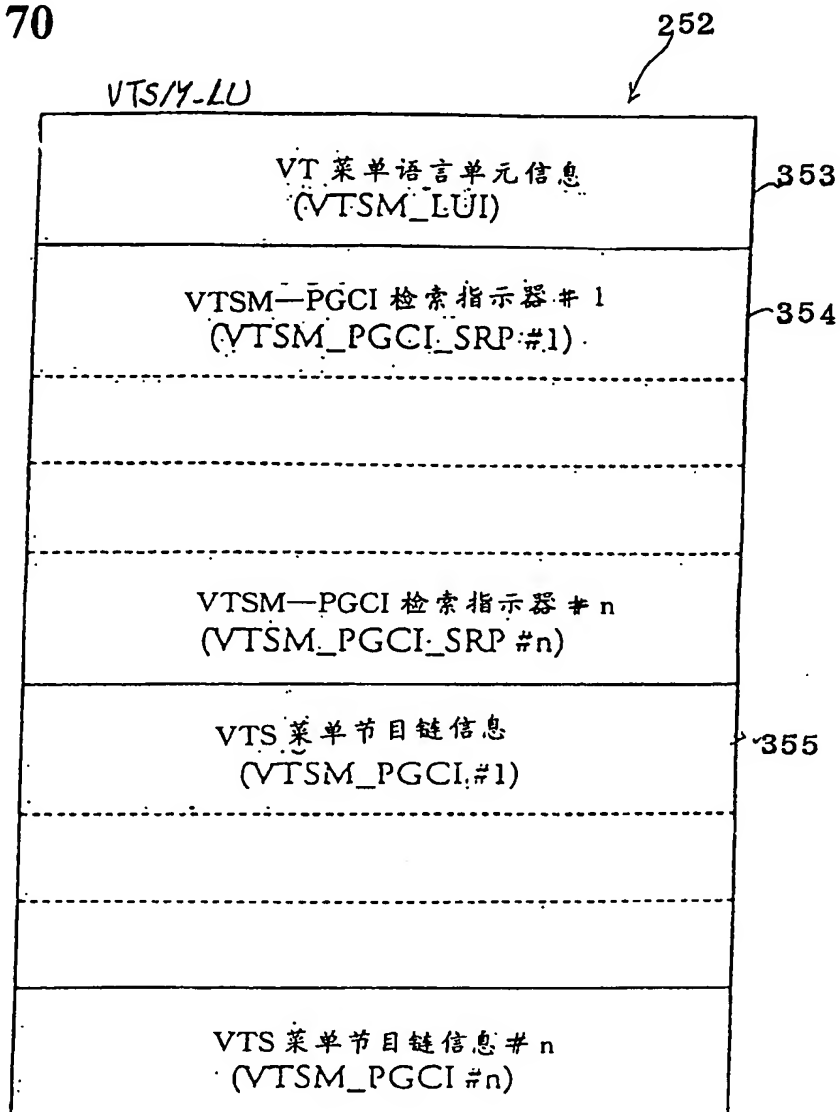 70
252
VTS/Y-LU
VT 菜单语言单元信息
(VTSM_LUI)
353
VTSM—PGCI 检索指示器 # 1
(VTSM_PGCI_SRP #1)
354
VTSM—PGCI 检索指示器 # n
(VTSM_PGCI_SRP #n)
VTS 菜单节目链信息
(VTSM_PGCI #1)
355
VTS 菜单节目链信息 # n
(VTSM_PGCI #n)